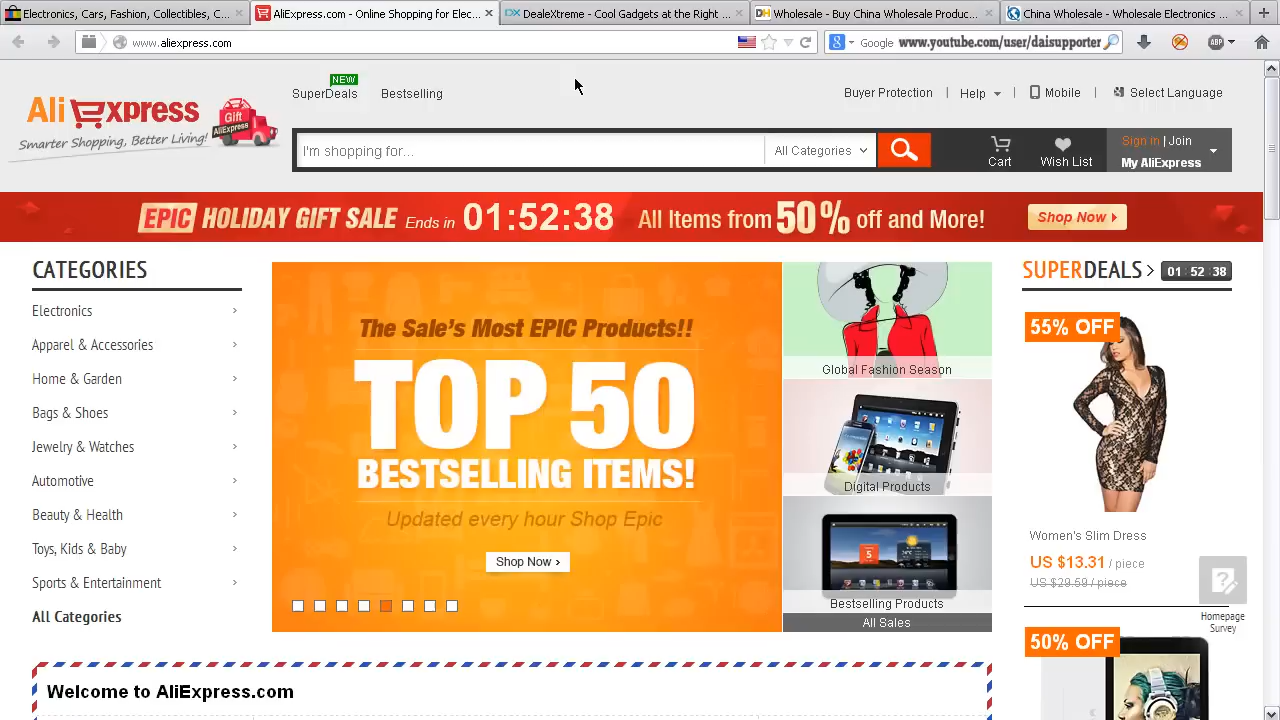 Electronics, Cars, Fashion, Collectibles, C...
AliExpress.com - Online Shopping For Elec...
DX DealeXtreme - Cool Gadgets at the Right ...
DH Wholesale - Buy China Wholesale Produc...
China Wholesale - Wholesale Electronics ...
www.aliexpress.com
Google
www.youtube.com/user/daisupporter
ABP
AliExpress
Smarter Shopping, Better Living!
Gift
AliExpress
NEW
SuperDeals
Bestselling
Buyer Protection
Help
Mobile
Select Language
I'm shopping for...
All Categories
Cart
Wish List
Sign in | Join
My AliExpress
EPIC HOLIDAY GIFT SALE Ends in 01:52:38 All Items from 50% off and More!
Shop Now
CATEGORIES
Electronics
Apparel & Accessories
Home & Garden
Bags & Shoes
Jewelry & Watches
Automotive
Beauty & Health
Toys, Kids & Baby
Sports & Entertainment
All Categories
The Sale's Most EPIC Products!!
TOP 50
BESTSELLING ITEMS!
Updated every hour Shop Epic
Shop Now ›
Global Fashion Season
Digital Products
Bestselling Products
All Sales
SUPERDEALS
01 : 52 : 38
55% OFF
Women's Slim Dress
US $13.31 / piece
US $29.59 / piece
Homepage
Survey
50% OFF
Welcome to AliExpress.com